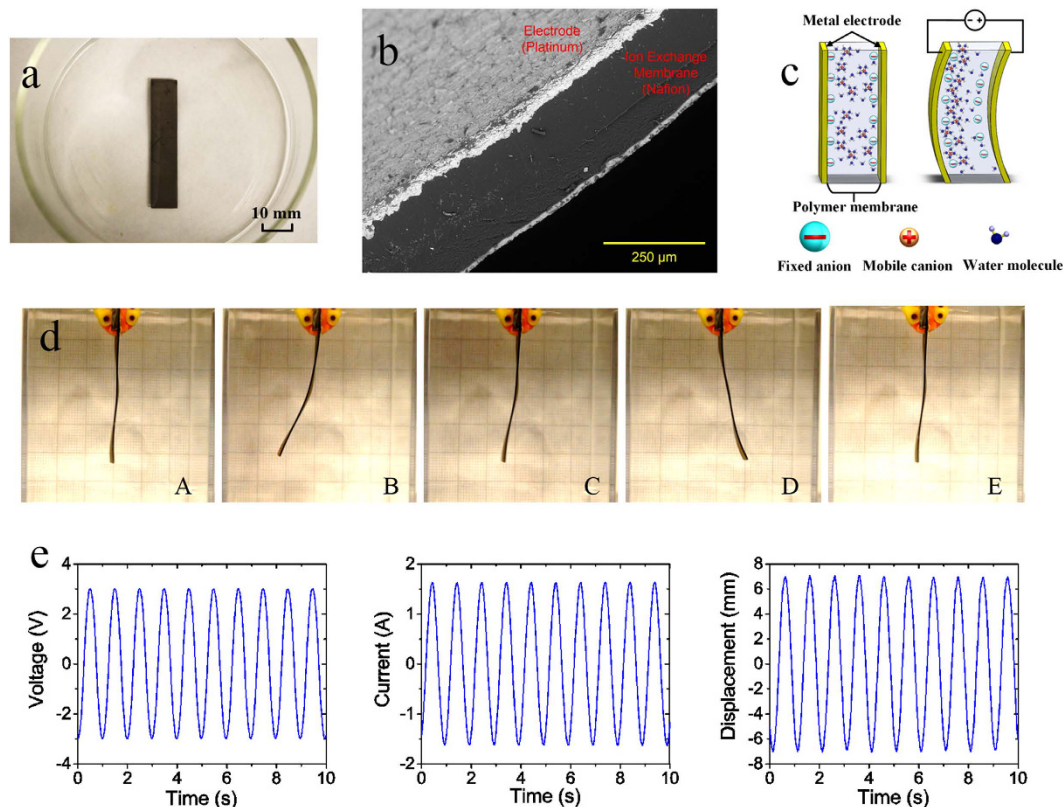 a
10 mm
b
Electrode
(Platinum)
Ion Exchange
Membrane
(Nafion)
250 µm
c
Metal electrode
− +
Polymer membrane
Fixed anion
Mobile canion
Water molecule
d
A
B
C
D
E
e
Voltage (V)
4
2
0
-2
-4
0 2 4 6 8 10
Time (s)
Current (A)
2
1
0
-1
-2
0 2 4 6 8 10
Time (s)
Displacement (mm)
8
6
4
2
0
-2
-4
-6
-8
0 2 4 6 8 10
Time (s)